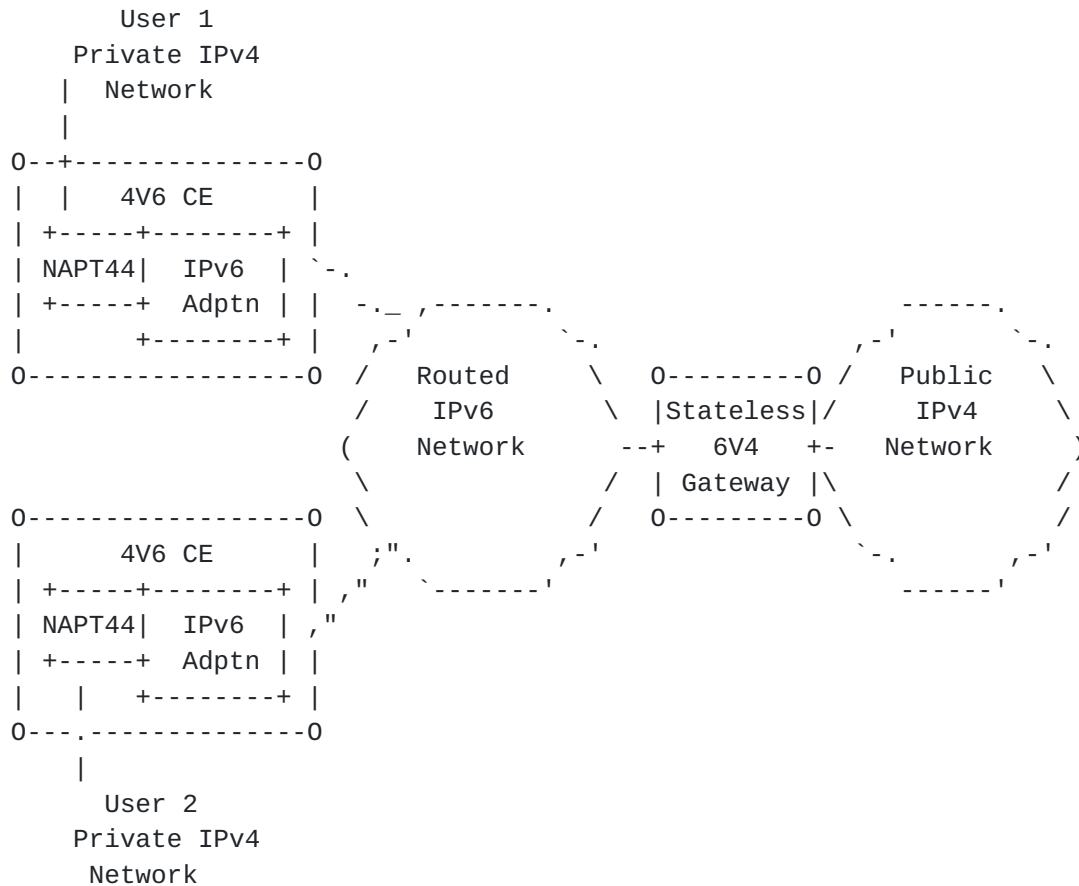 User 1
Private IPv4
|  Network
|
O--+---------------O
|  |   4V6 CE      |
| +-----+--------+ |
| NAPT44|  IPv6  | `-.
| +-----+  Adptn | |  -._ ,-------.                      ------.
|       +--------+ |   ,-'         `-.                ,-'       `-.
O------------------O  /   Routed     \   O---------O /   Public   \
/    IPv6       \  |Stateless|/    IPv4     \
(    Network      --+   6V4   +-   Network     )
\               /  | Gateway |\             /
O------------------O  \              /   O---------O \             /
|      4V6 CE      |   ;".         ,-'                `-.       ,-'
| +-----+--------+ | ,"   `-------'                      ------'
| NAPT44|  IPv6  | ,"
| +-----+  Adptn | |
|   |   +--------+ |
O---.--------------O
|
User 2
Private IPv4
Network